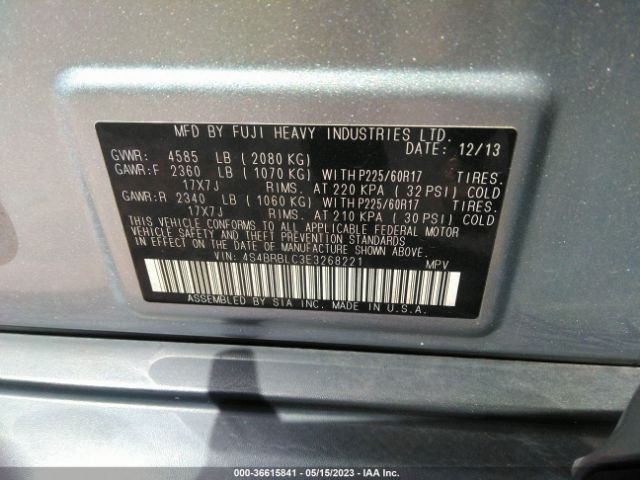 MFD BY FUJI HEAVY INDUSTRIES LTD.
DATE: 12/13
GVWR: 4585 LB (2080 KG)
GAWR:F 2360 LB (1070 KG) WITH P225/60R17 TIRES.
17X7J RIMS. AT 220 KPA (32 PSI) COLD
GAWR:R 2340 LB (1060 KG) WITH P225/60R17 TIRES.
17X7J RIMS. AT 210 KPA (30 PSI) COLD
THIS VEHICLE CONFORMS TO ALL APPLICABLE FEDERAL MOTOR
VEHICLE SAFETY, BUMPER, AND THEFT PREVENTION STANDARDS
IN EFFECT ON THE DATE OF MANUFACTURE SHOWN ABOVE.
VIN: 4S4BRBLC3E3268221 MPV
ASSEMBLED BY SIA INC. MADE IN U.S.A.
000-36615841 - 05/15/2023 - IAA Inc.